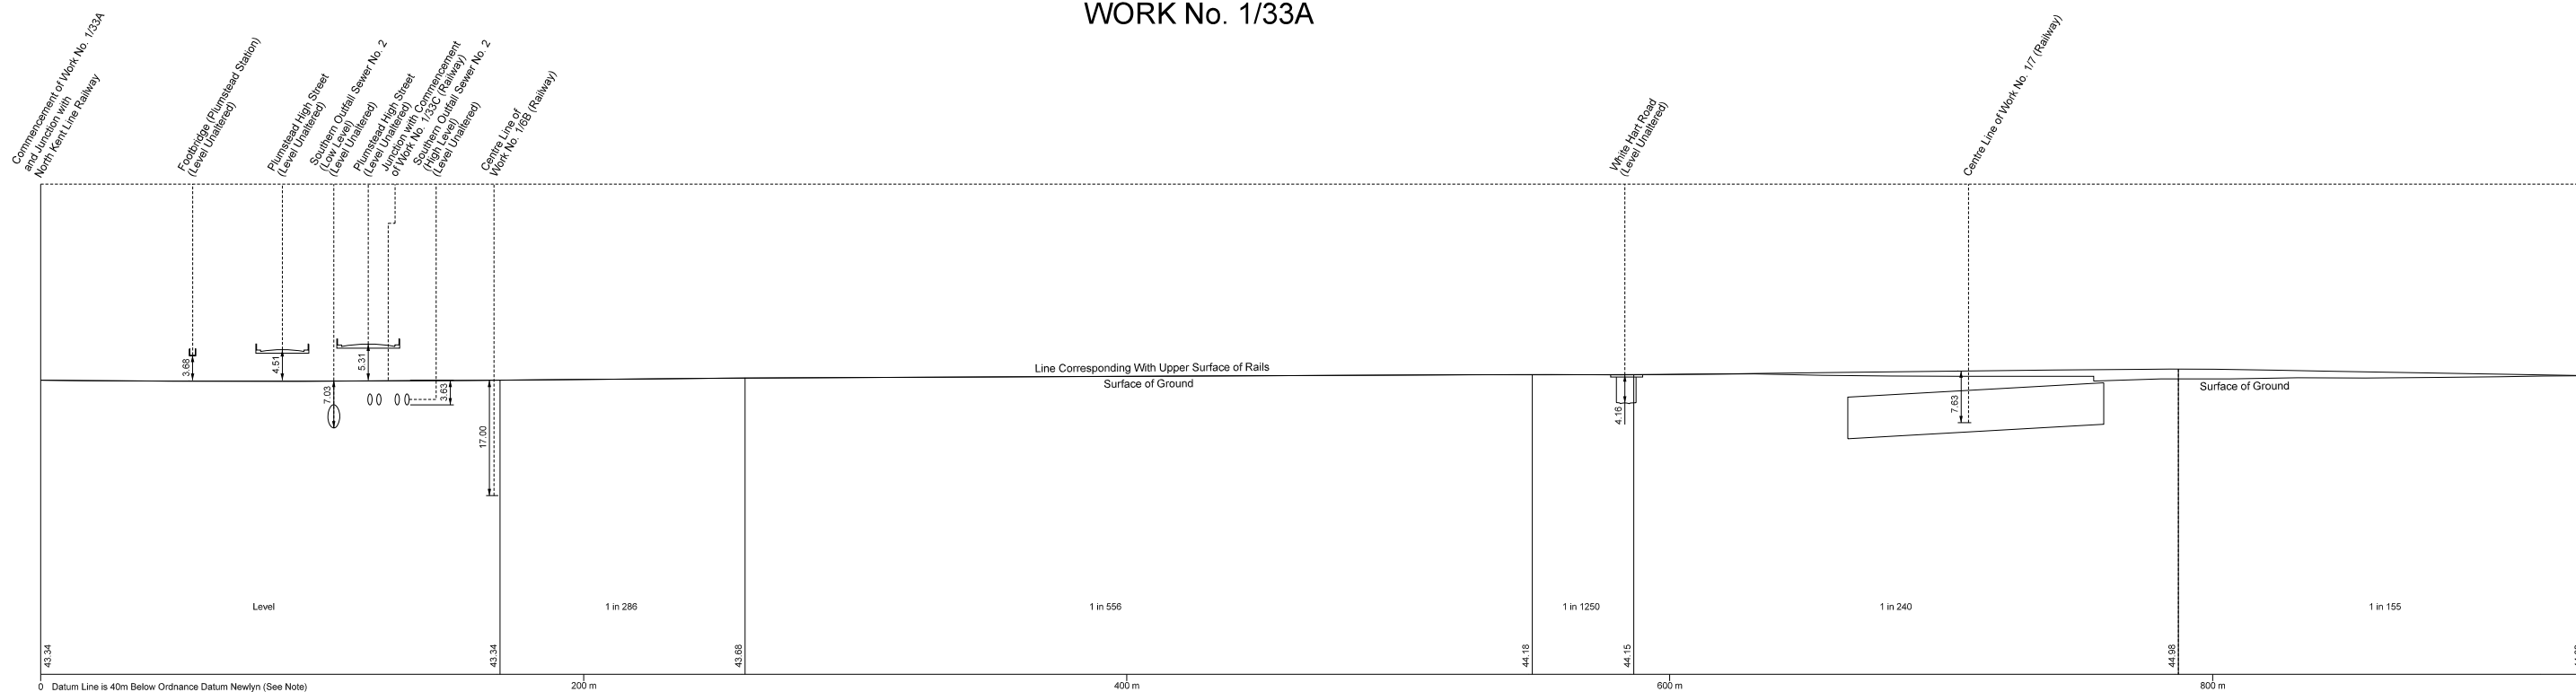 WORK No. 1/33A
Commencement of Work No. 1/33A
and Junction with
North Kent Line Railway
Footbridge (Plumstead Station)
(Level Unaltered)
Plumstead High Street
(Level Unaltered)
Southern Outfall Sewer No. 2
(Low Level)
(Level Unaltered)
Plumstead High Street
(Level Unaltered)
Junction with Commencement
of Work No. 1/33C (Railway)
Southern Outfall Sewer No. 2
(High Level)
(Level Unaltered)
Centre Line of
Work No. 1/6B (Railway)
White Hart Road
(Level Unaltered)
Centre Line of Work No. 1/7 (Railway)
3.68
4.51
7.03
5.31
3.63
17.00
Line Corresponding With Upper Surface of Rails
Surface of Ground
4.16
7.63
Surface of Ground
Level
1 in 286
1 in 556
1 in 1250
1 in 240
1 in 155
43.34
43.34
43.68
44.18
44.15
44.98
0 Datum Line is 40m Below Ordnance Datum Newlyn (See Note)
200 m
400 m
600 m
800 m